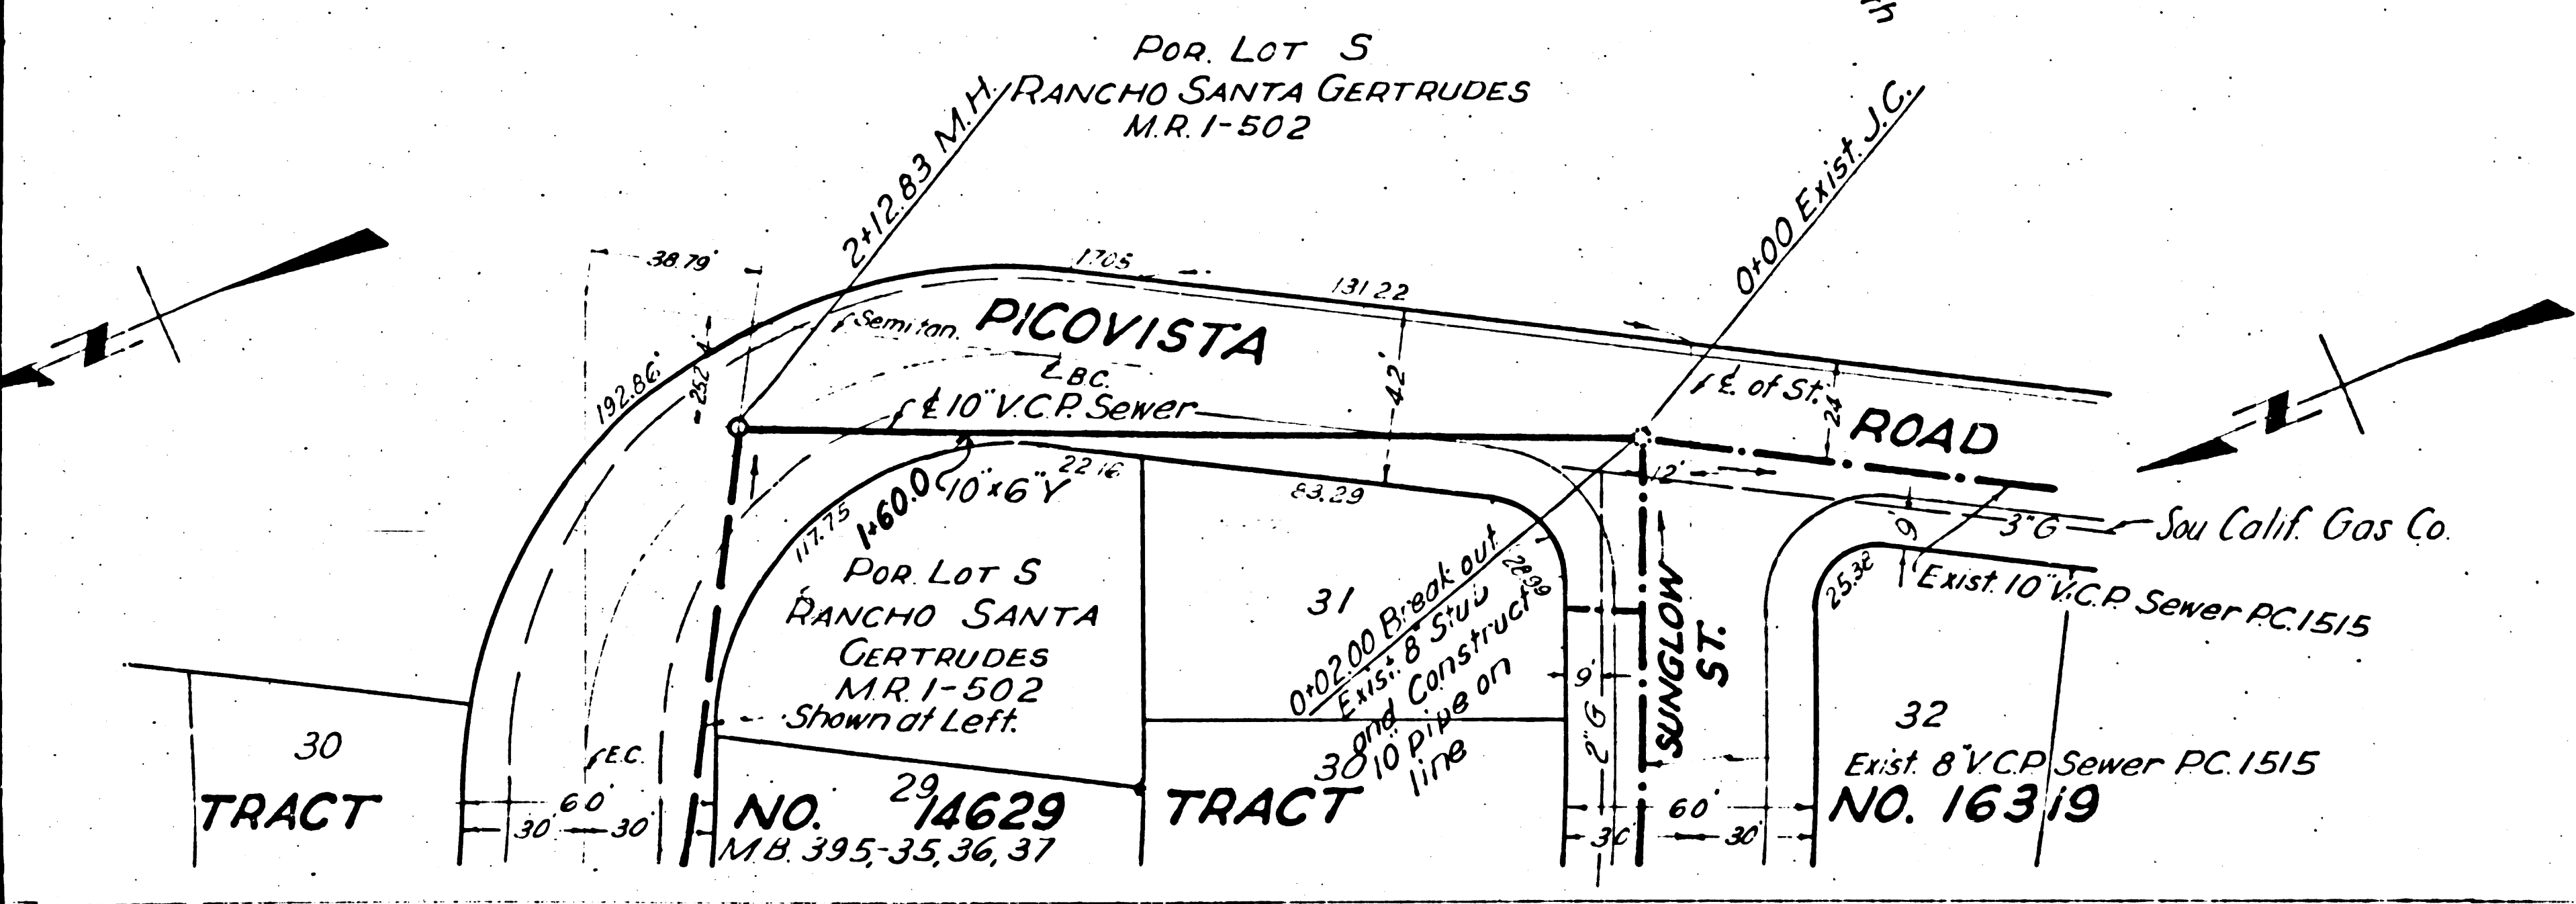 POR. LOT S
RANCHO SANTA GERTRUDES
M.R. 1-502
2+12.83 M.H.
0+00 Exist. J.C.
38.79'
1705
131.22
Semi tan.
PICOVISTA
192.86'
25.2'
B.C.
℄ 10" V.C.P. Sewer
42'
℄ of St.
24'
ROAD
N
N
22.16
10"x6"Y
1+60.0
117.75
83.29
12'
28.99
9'
3"G
Sou Calif. Gas Co.
25.38
Exist. 10" V.C.P. Sewer P.C. 1515
POR. LOT S
RANCHO SANTA
GERTRUDES
M.R. 1-502
Shown at Left.
31
0+02.00 Break out
Exist. 8" Stub
and Construct
10" pipe on
line
SUNGLOW
ST.
9'
2"G
32
Exist. 8" V.C.P. Sewer P.C. 1515
30
E.C.
29
30
TRACT
60'
30' 30'
NO. 14629
M.B. 395,-35, 36, 37
TRACT
60'
30' 30'
NO. 16319